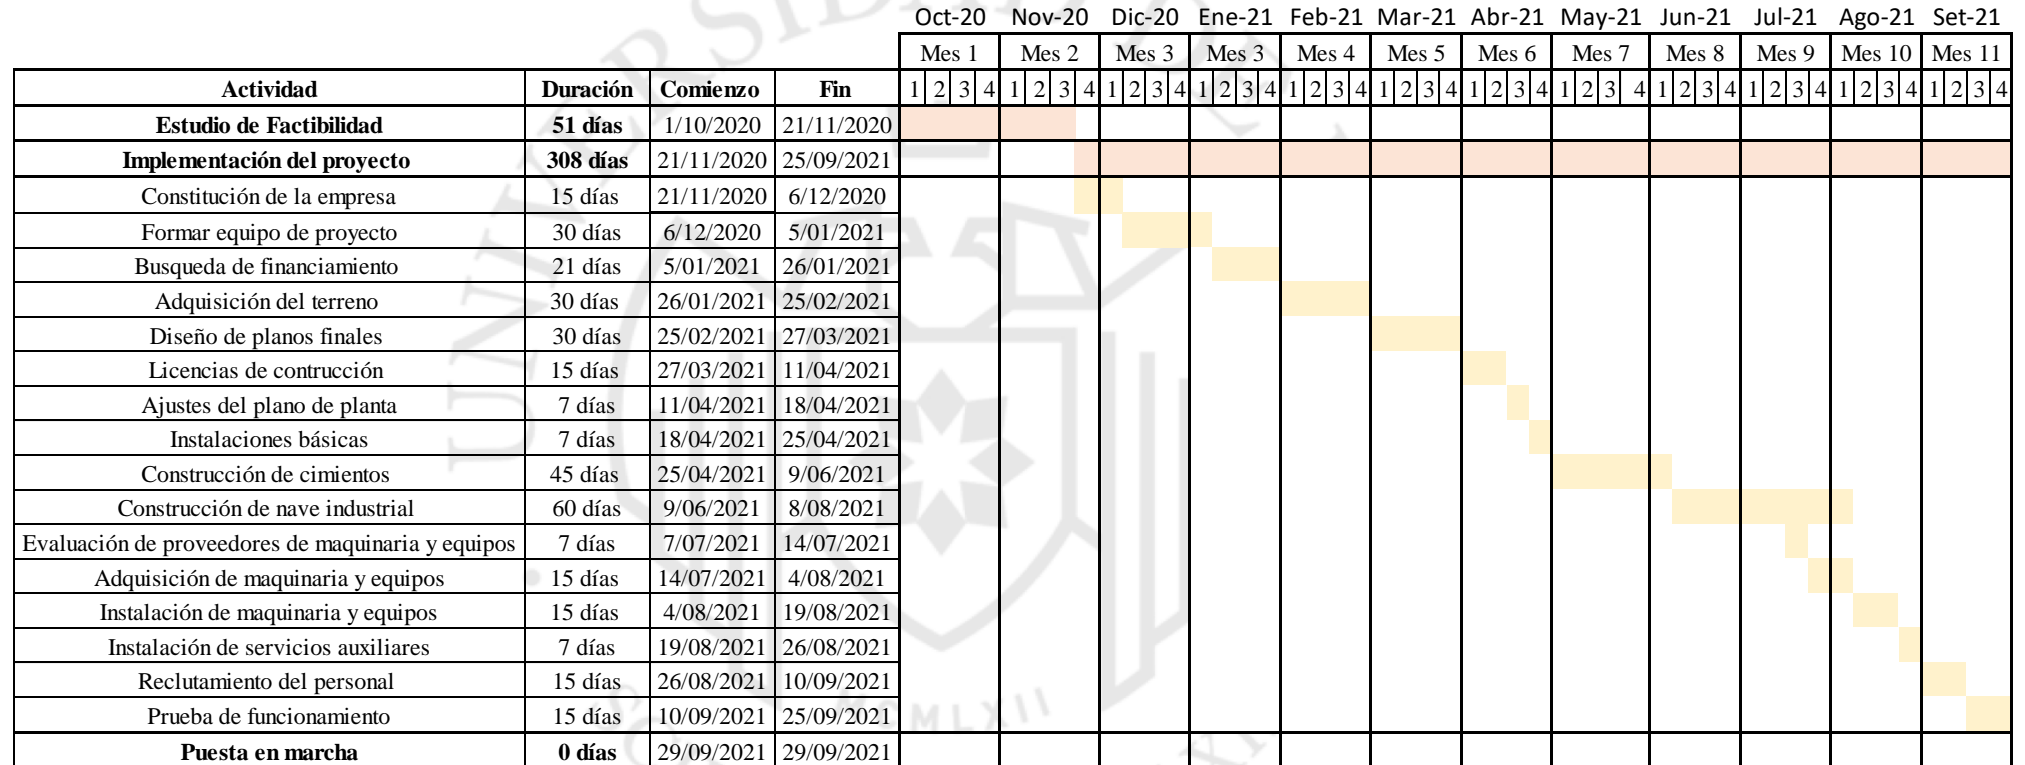 Oct-20 Nov-20 Dic-20 Ene-21 Feb-21 Mar-21 Abr-21 May-21 Jun-21 Jul-21 Ago-21 Set-21
Mes 1 Mes 2 Mes 3 Mes 3 Mes 4 Mes 5 Mes 6 Mes 7 Mes 8 Mes 9 Mes 10 Mes 11
Actividad Duración Comienzo Fin 1 2 3 4 1 2 3 4 1 2 3 4 1 2 3 4 1 2 3 4 1 2 3 4 1 2 3 4 1 2 3 4 1 2 3 4 1 2 3 4 1 2 3 4 1 2 3 4
Estudio de Factibilidad 51 días 1/10/2020 21/11/2020
Implementación del proyecto 308 días 21/11/2020 25/09/2021
Constitución de la empresa 15 días 21/11/2020 6/12/2020
Formar equipo de proyecto 30 días 6/12/2020 5/01/2021
Busqueda de financiamiento 21 días 5/01/2021 26/01/2021
Adquisición del terreno 30 días 26/01/2021 25/02/2021
Diseño de planos finales 30 días 25/02/2021 27/03/2021
Licencias de contrucción 15 días 27/03/2021 11/04/2021
Ajustes del plano de planta 7 días 11/04/2021 18/04/2021
Instalaciones básicas 7 días 18/04/2021 25/04/2021
Construcción de cimientos 45 días 25/04/2021 9/06/2021
Construcción de nave industrial 60 días 9/06/2021 8/08/2021
Evaluación de proveedores de maquinaria y equipos 7 días 7/07/2021 14/07/2021
Adquisición de maquinaria y equipos 15 días 14/07/2021 4/08/2021
Instalación de maquinaria y equipos 15 días 4/08/2021 19/08/2021
Instalación de servicios auxiliares 7 días 19/08/2021 26/08/2021
Reclutamiento del personal 15 días 26/08/2021 10/09/2021
Prueba de funcionamiento 15 días 10/09/2021 25/09/2021
Puesta en marcha 0 días 29/09/2021 29/09/2021
UNIVERSIDAD DE
MCMLXII